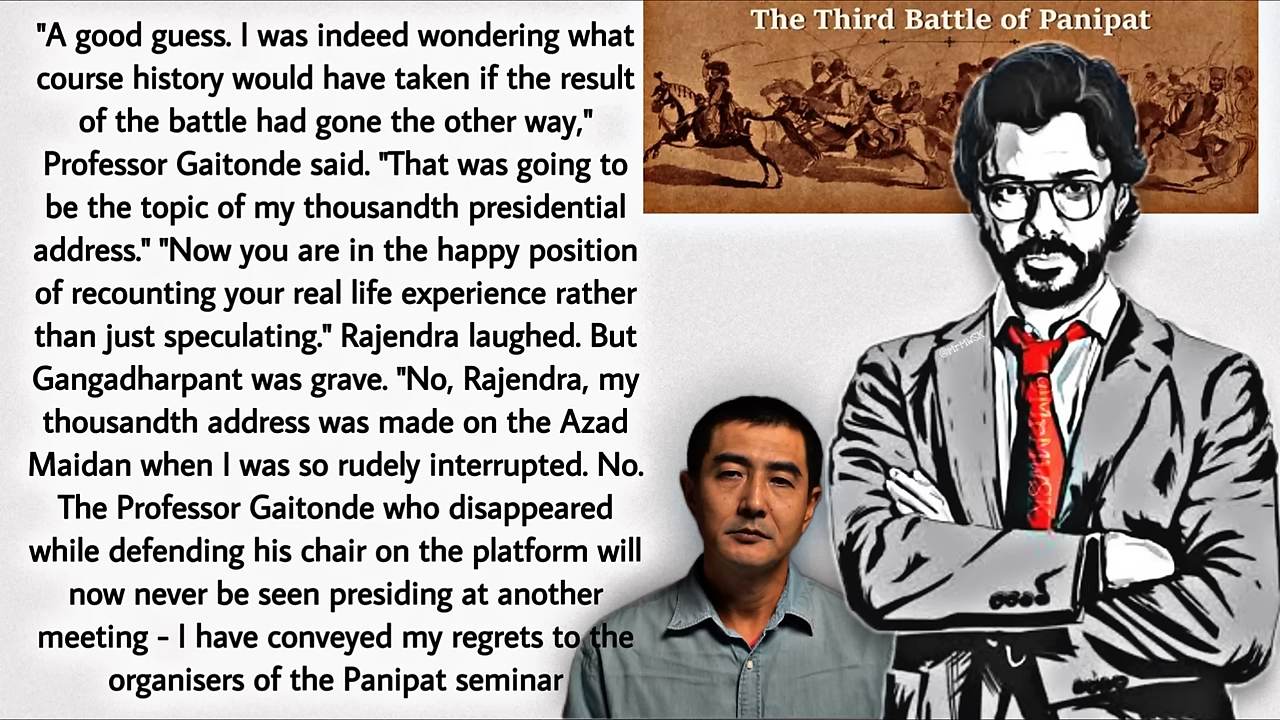 "A good guess. I was indeed wondering what
course history would have taken if the result
of the battle had gone the other way,"
Professor Gaitonde said. "That was going to
be the topic of my thousandth presidential
address." "Now you are in the happy position
of recounting your real life experience rather
than just speculating." Rajendra laughed. But
Gangadharpant was grave. "No, Rajendra, my
thousandth address was made on the Azad
Maidan when I was so rudely interrupted. No.
The Professor Gaitonde who disappeared
while defending his chair on the platform will
now never be seen presiding at another
meeting - I have conveyed my regrets to the
organisers of the Panipat seminar
The Third Battle of Panipat
@MrMWSK